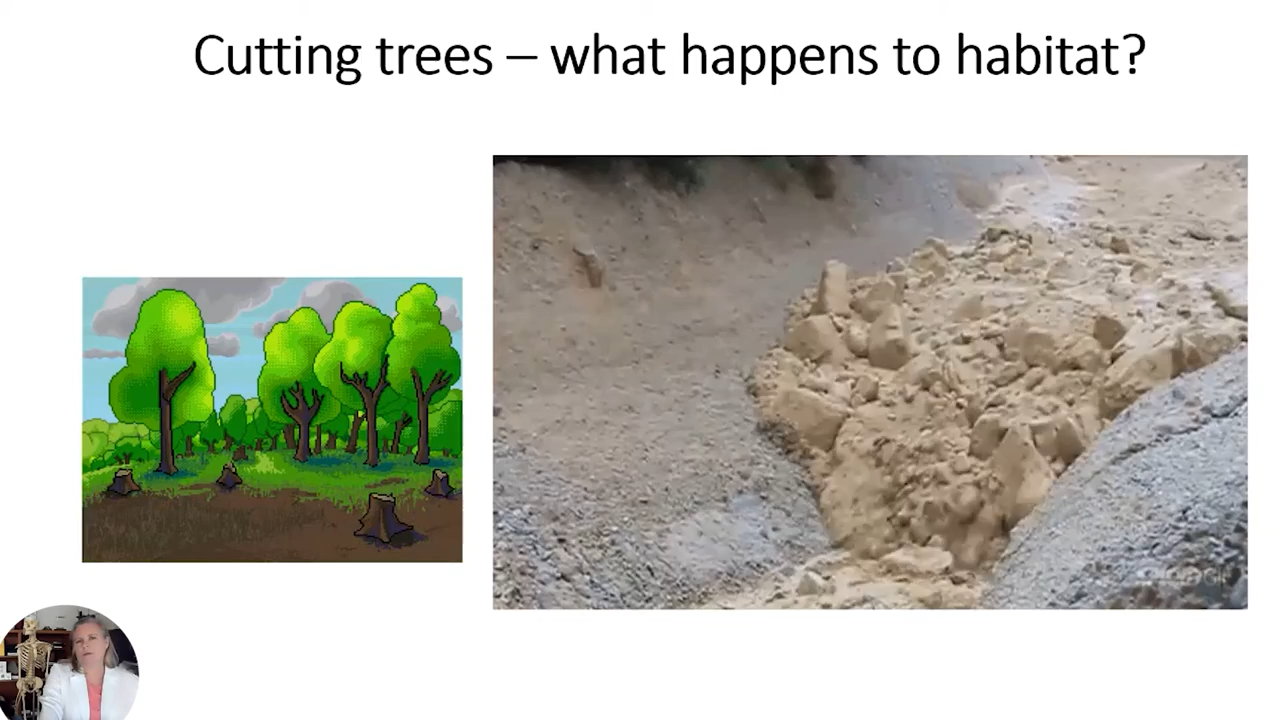 Cutting trees – what happens to habitat?